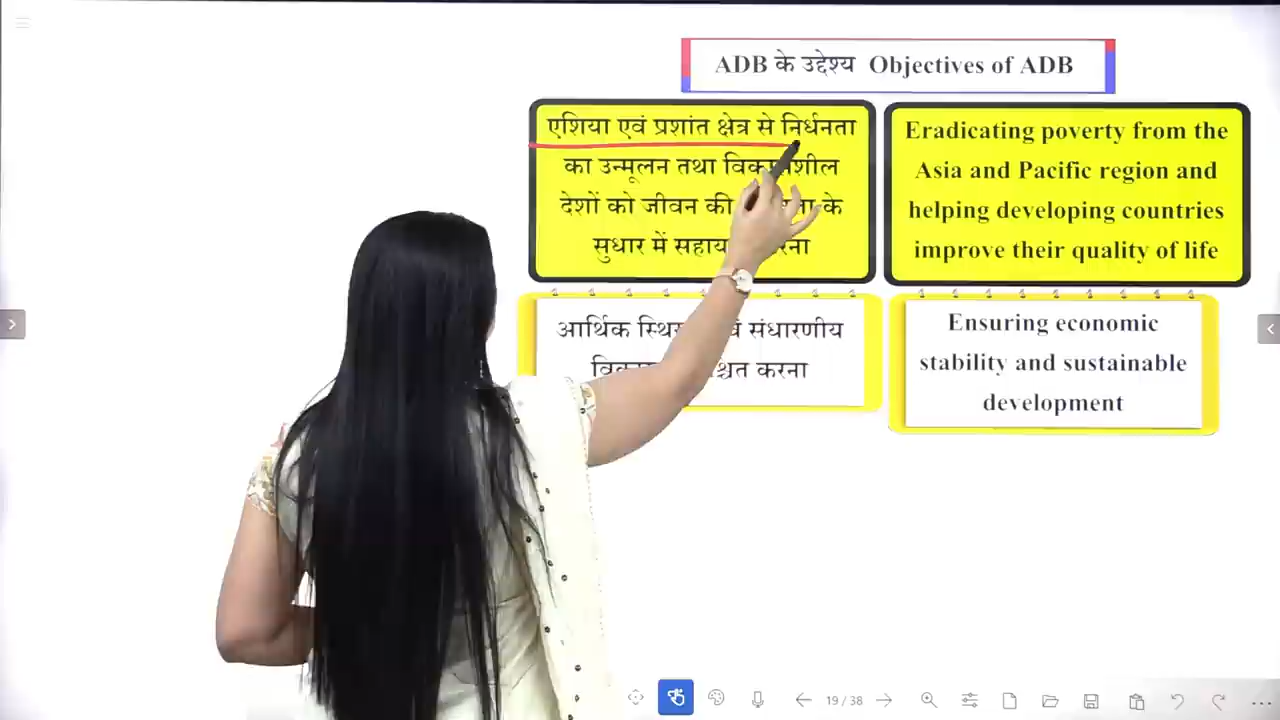 ADB के उद्देश्य Objectives of ADB
एशिया एवं प्रशांत क्षेत्र से निर्धनता
का उन्मूलन तथा
देशों को जीवन की के
सुधार में
Eradicating poverty from the
Asia and Pacific region and
helping developing countries
improve their quality of life
आर्थिक संधारणीय
करना
Ensuring economic
stability and sustainable
development
19 / 38